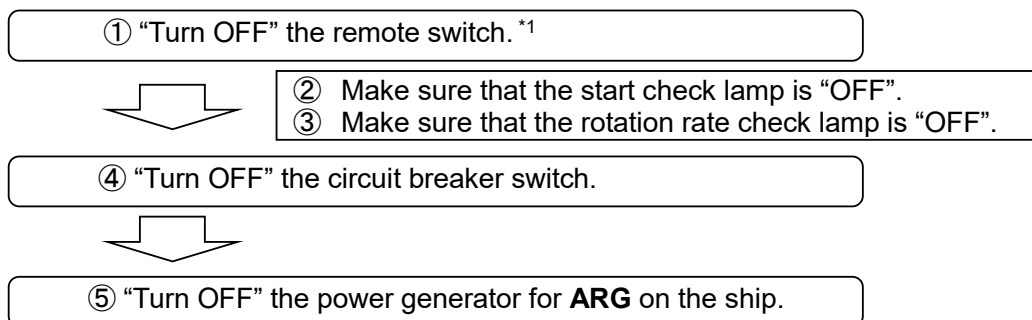 ① “Turn OFF” the remote switch. *1
② Make sure that the start check lamp is “OFF”.
③ Make sure that the rotation rate check lamp is “OFF”.
④ “Turn OFF” the circuit breaker switch.
⑤ “Turn OFF” the power generator for ARG on the ship.